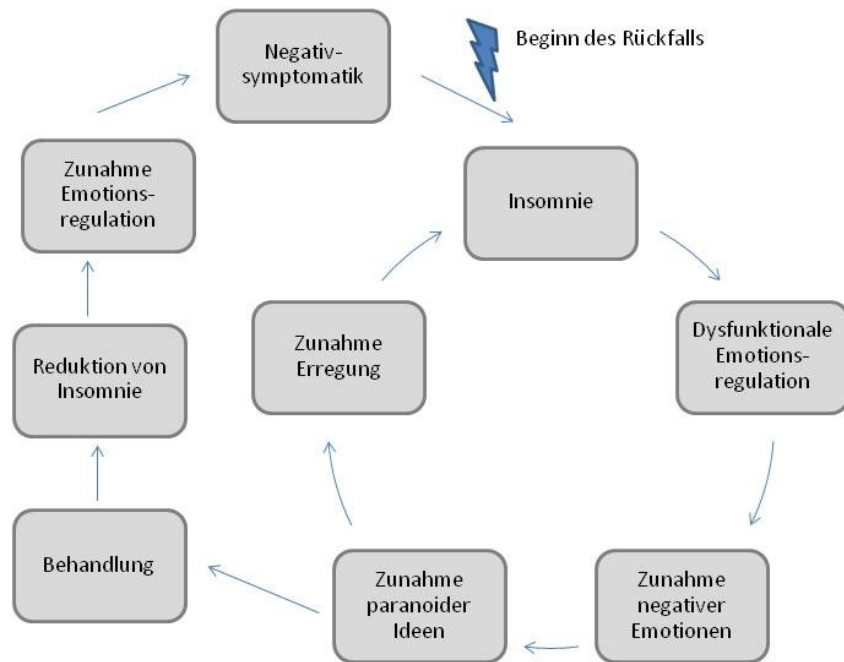 Negativ-
symptomatik
Beginn des Rückfalls
Insomnie
Dysfunktionale
Emotions-
regulation
Zunahme
negativer
Emotionen
Zunahme
paranoider
Ideen
Zunahme
Erregung
Behandlung
Reduktion von
Insomnie
Zunahme
Emotions-
regulation